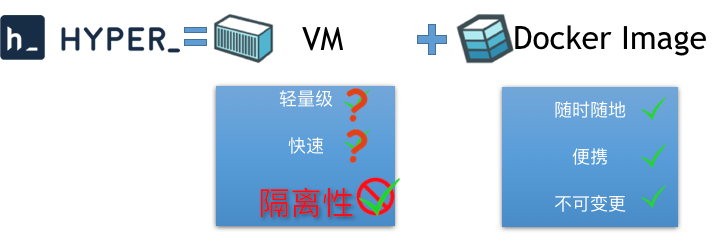 h_ HYPER_ = VM + Docker Image
轻量级 ?
快速 ?
隔离性
随时随地
便携
不可变更